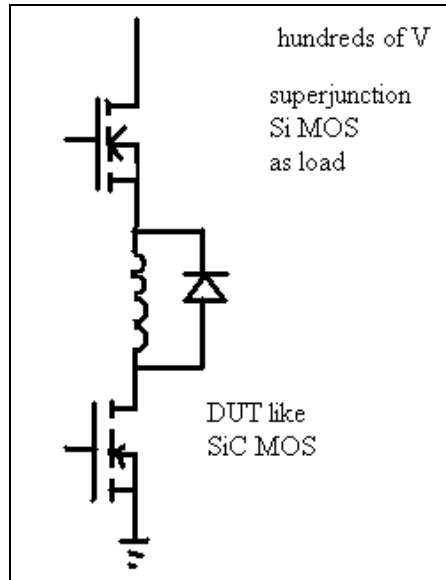 hundreds of V
superjunction
Si MOS
as load
DUT like
SiC MOS